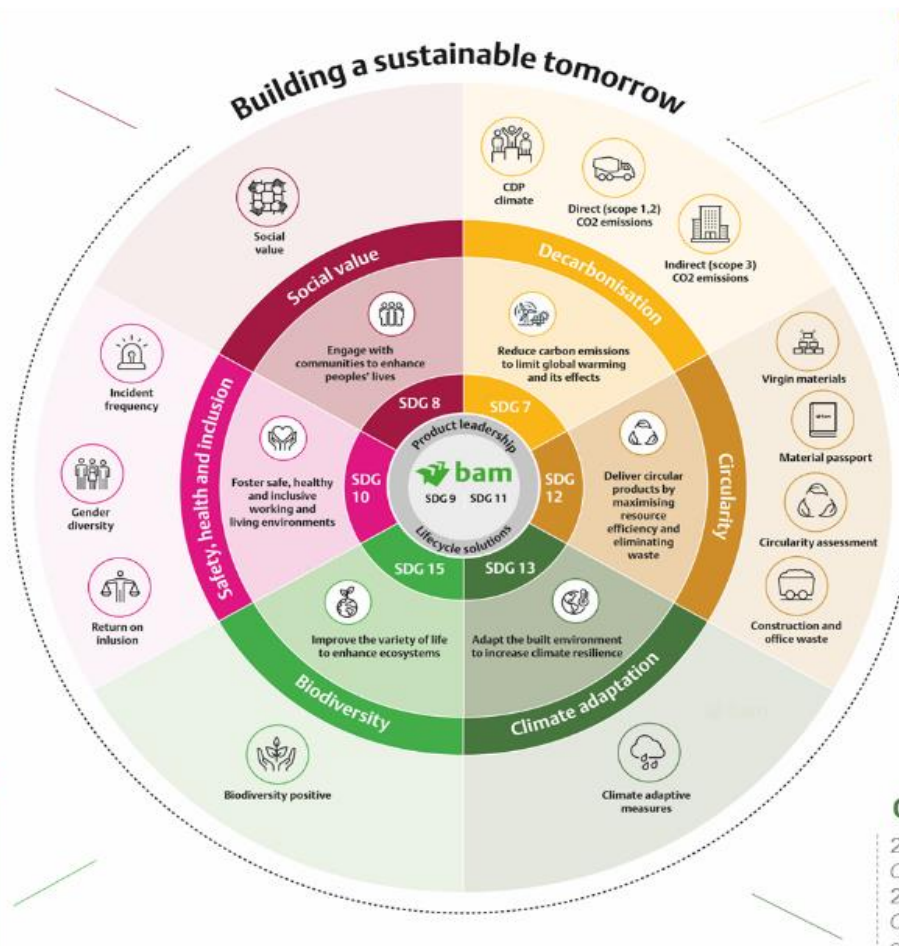 Building a sustainable tomorrow
CDP
climate
Direct (scope 1,2)
CO2 emissions
Indirect (scope 3)
CO2 emissions
Decarbonisation
Reduce carbon emissions
to limit global warming
and its effects
SDG 7
Virgin materials
Material passport
Circularity assessment
Construction and
office waste
Circularity
Deliver circular
products by
maximising
resource
efficiency and
eliminating
waste
SDG
12
Climate adaptive
measures
Climate adaptation
Adapt the built environment
to increase climate resilience
SDG 13
Biodiversity positive
Biodiversity
Improve the variety of life
to enhance ecosystems
SDG 15
Incident
frequency
Gender
diversity
Return on
inlusion
Safety, health and inclusion
Foster safe, healthy
and inclusive
working and
living environments
SDG
10
Social
value
Social value
Engage with
communities to enhance
peoples' lives
SDG 8
Product leadership
bam
SDG 9 SDG 11
Lifecycle solutions